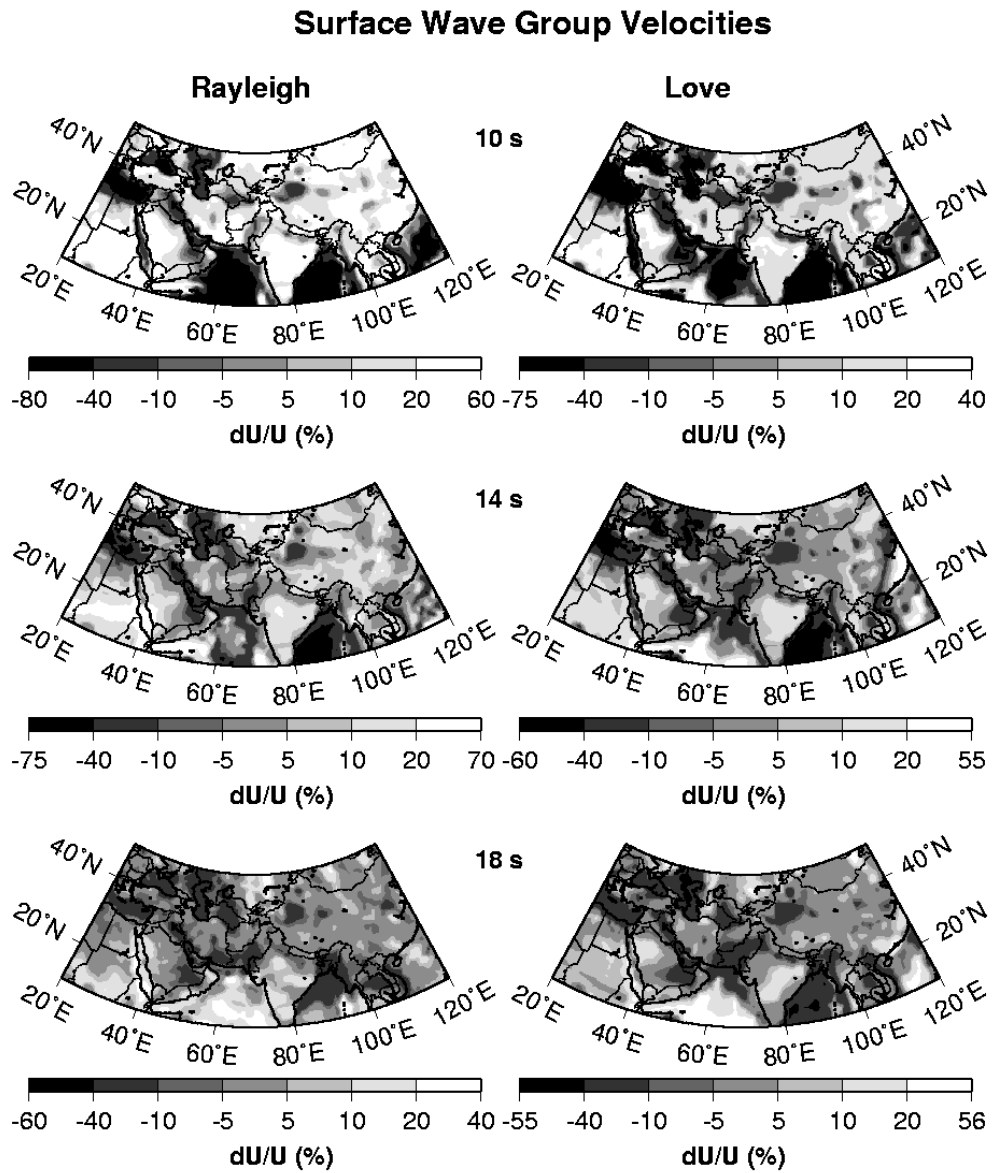 Surface Wave Group Velocities
Rayleigh
Love
10 s
40˚N
20˚N
20˚E
40˚E
60˚E
80˚E
100˚E
120˚E
40˚N
20˚N
20˚E
40˚E
60˚E
80˚E
100˚E
120˚E
-80 -40 -10 -5 5 10 20 60
dU/U (%)
-75 -40 -10 -5 5 10 20 40
dU/U (%)
14 s
40˚N
20˚N
20˚E
40˚E
60˚E
80˚E
100˚E
120˚E
40˚N
20˚N
20˚E
40˚E
60˚E
80˚E
100˚E
120˚E
-75 -40 -10 -5 5 10 20 70
dU/U (%)
-60 -40 -10 -5 5 10 20 55
dU/U (%)
18 s
40˚N
20˚N
20˚E
40˚E
60˚E
80˚E
100˚E
120˚E
40˚N
20˚N
20˚E
40˚E
60˚E
80˚E
100˚E
120˚E
-60 -40 -10 -5 5 10 20 40
dU/U (%)
-55 -40 -10 -5 5 10 20 56
dU/U (%)